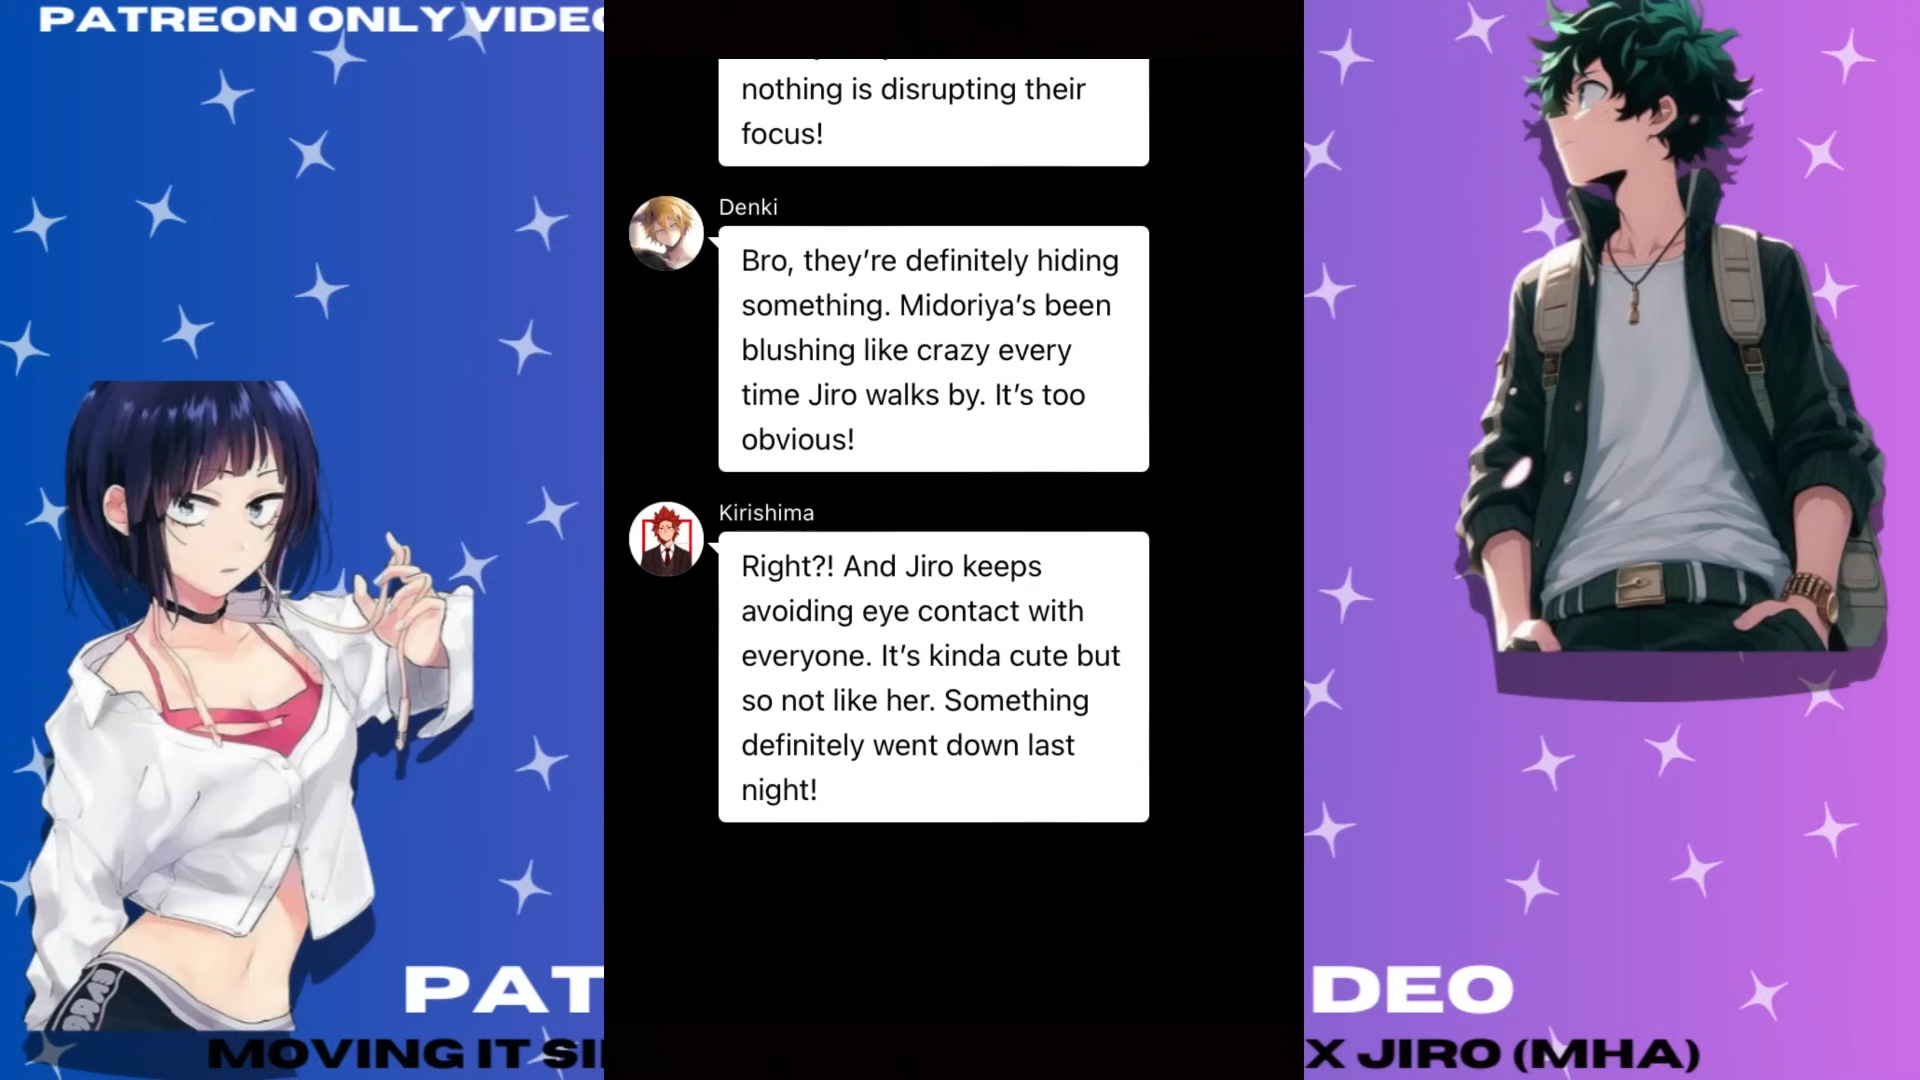 PATREON ONLY VIDEO
nothing is disrupting their
focus!
Denki
Bro, they’re definitely hiding
something. Midoriya’s been
blushing like crazy every
time Jiro walks by. It’s too
obvious!
Kirishima
Right?! And Jiro keeps
avoiding eye contact with
everyone. It’s kinda cute but
so not like her. Something
definitely went down last
night!
PAT
DEO
MOVING IT
X JIRO (MHA)